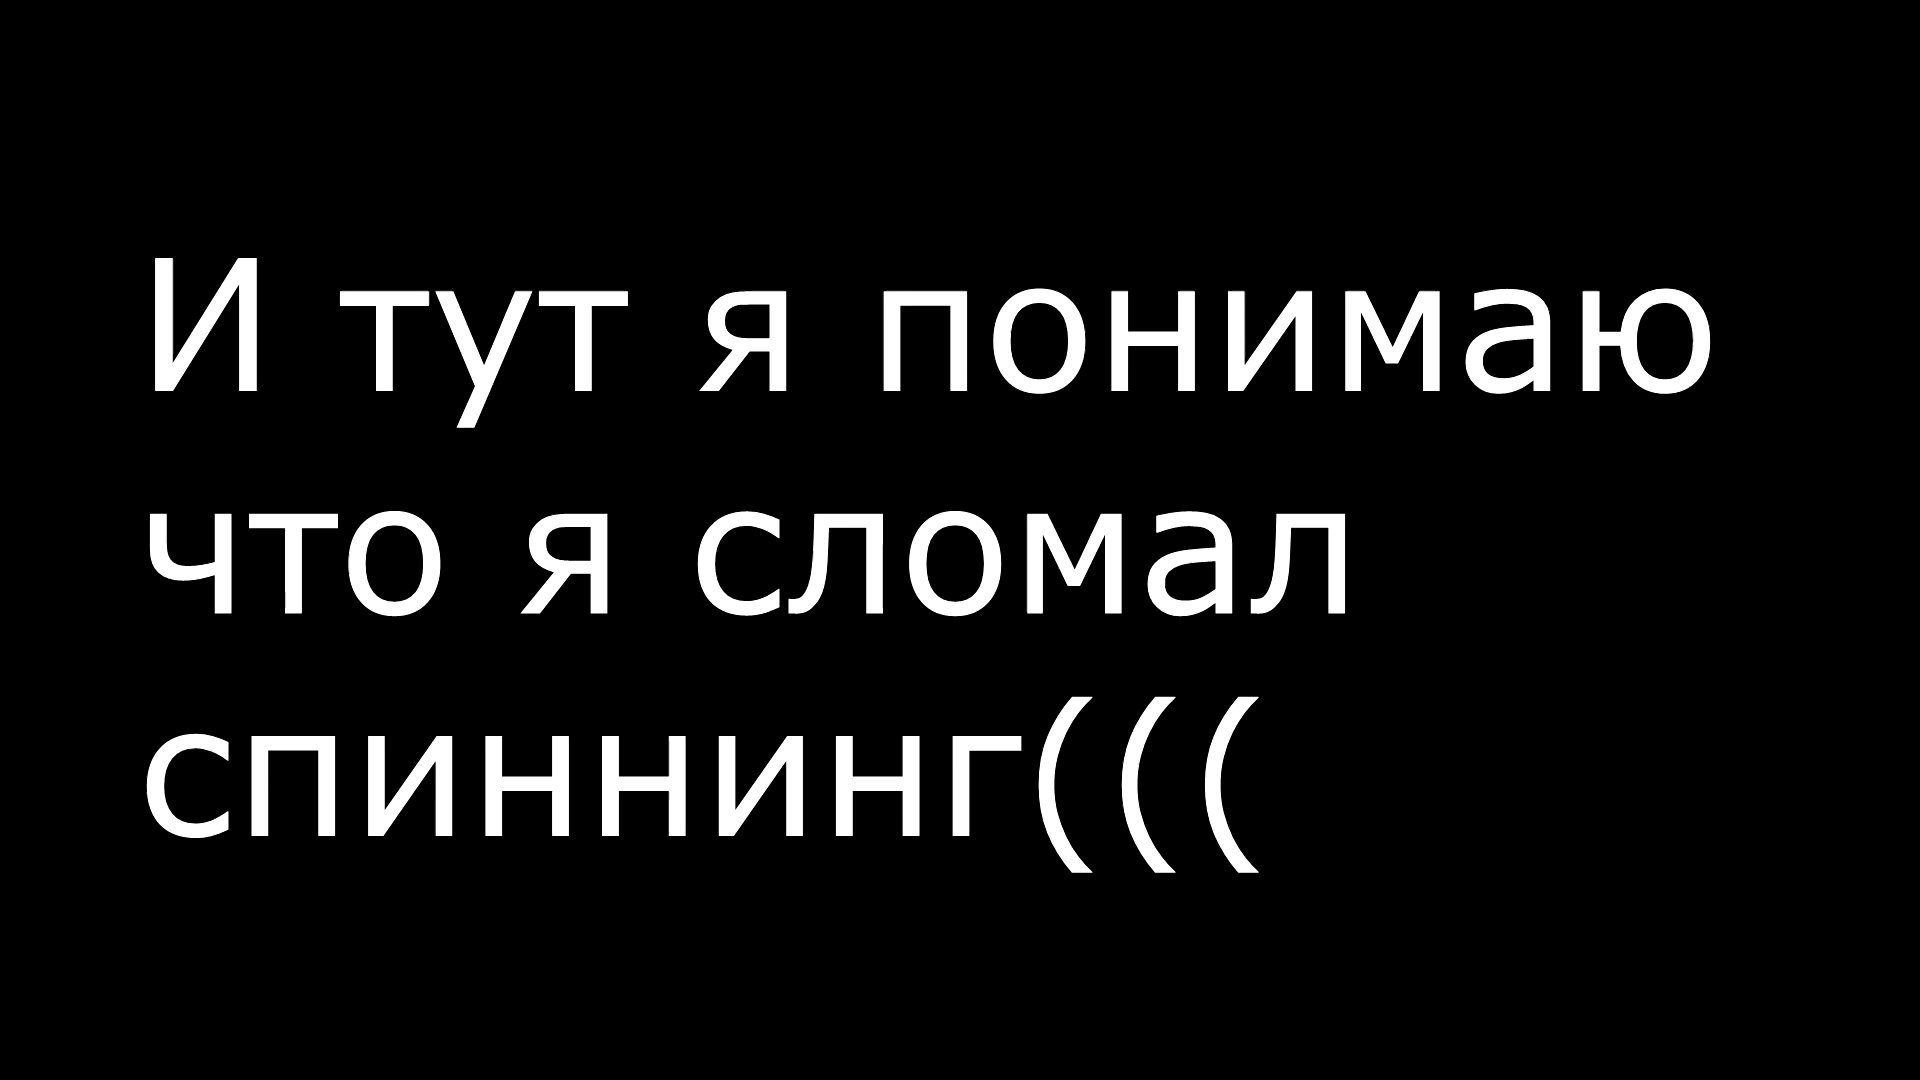 И тут я понимаю
что я сломал
спиннинг(((